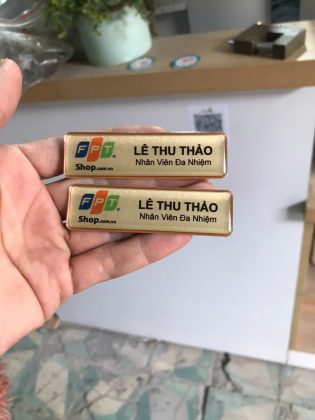 FPT
Shop.com.vn
LÊ THU THẢO
Nhân Viên Đa Nhiệm
FPT
Shop.com.vn
LÊ THU THẢO
Nhân Viên Đa Nhiệm